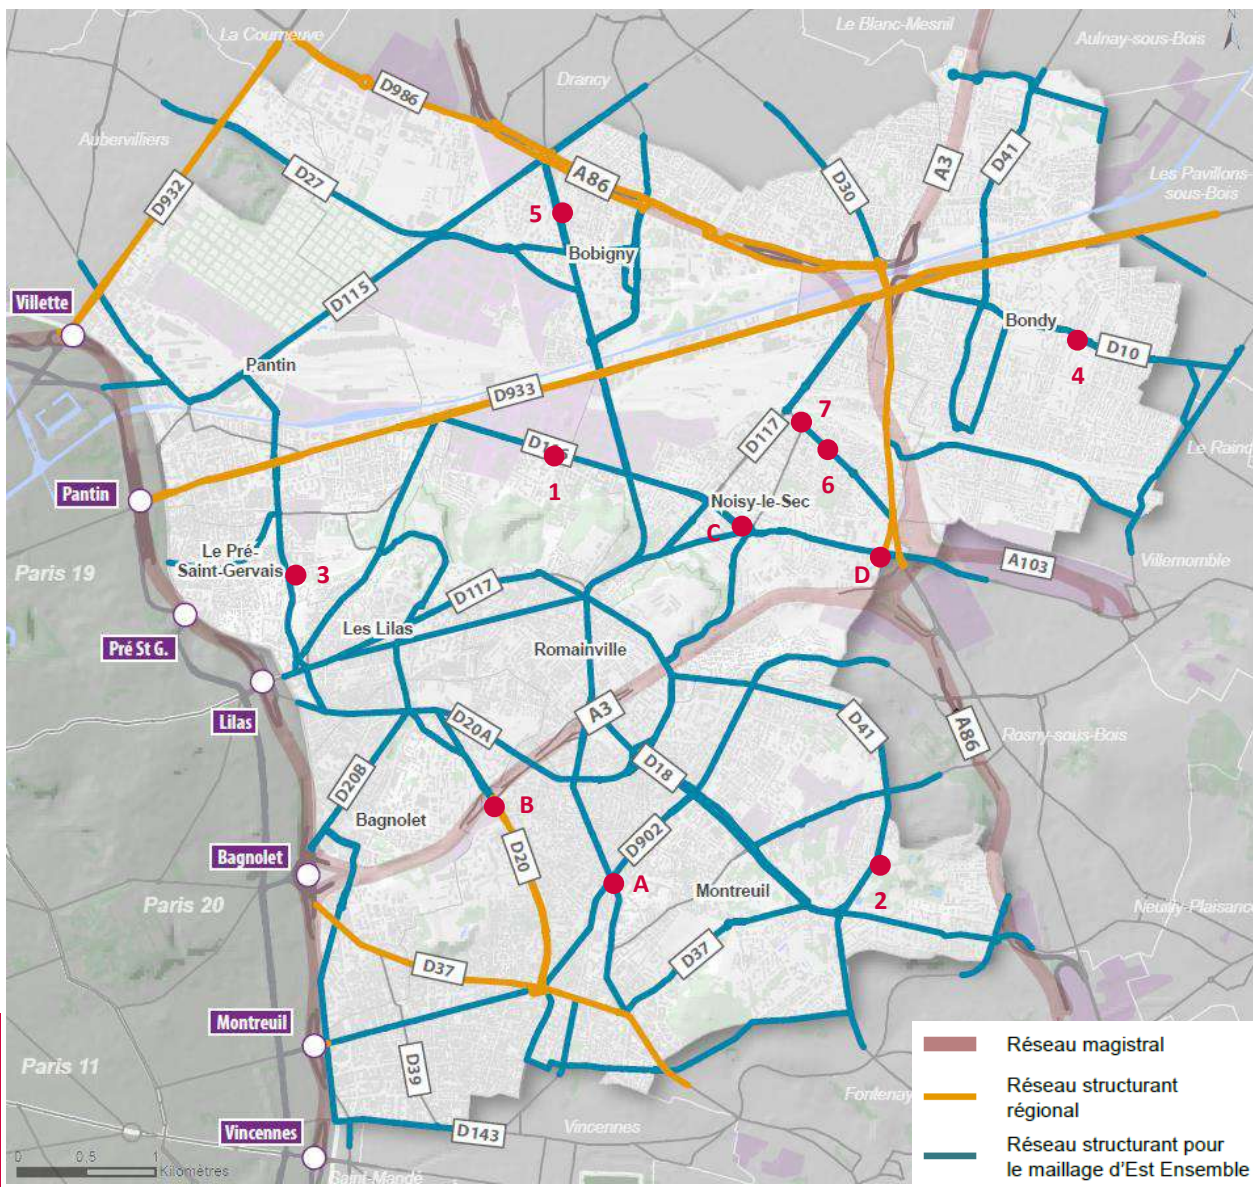 La Courneuve
Le Blanc-Mesnil
N
Aulnay-sous-Bois
Drancy
D986
Aubervilliers
D27
A86
D30
A3
D41
Les Pavillons-
sous-Bois
D932
5
Bobigny
D115
Villette
Bondy
D10
4
Pantin
D933
7
D117
6
Le Rainc
1
Noisy-le-Sec
C
Pantin
D
A103
Villemomble
Le Pré-
Saint-Gervais
3
Paris 19
D117
Les Lilas
Romainville
Pré St G.
Lilas
A3
D20A
D41
A86
Rosny-sous-Bois
D18
D20B
B
Bagnolet
D902
D20
Bagnolet
A
Montreuil
2
Paris 20
Neuilly-Plaisance
D37
D37
Montreuil
D39
Paris 11
Fontenay
Vincennes
D143
Vincennes
Saint-Mandé
0 0,5 1
Kilomètres
Réseau magistral
Réseau structurant
régional
Réseau structurant pour
le maillage d'Est Ensemble